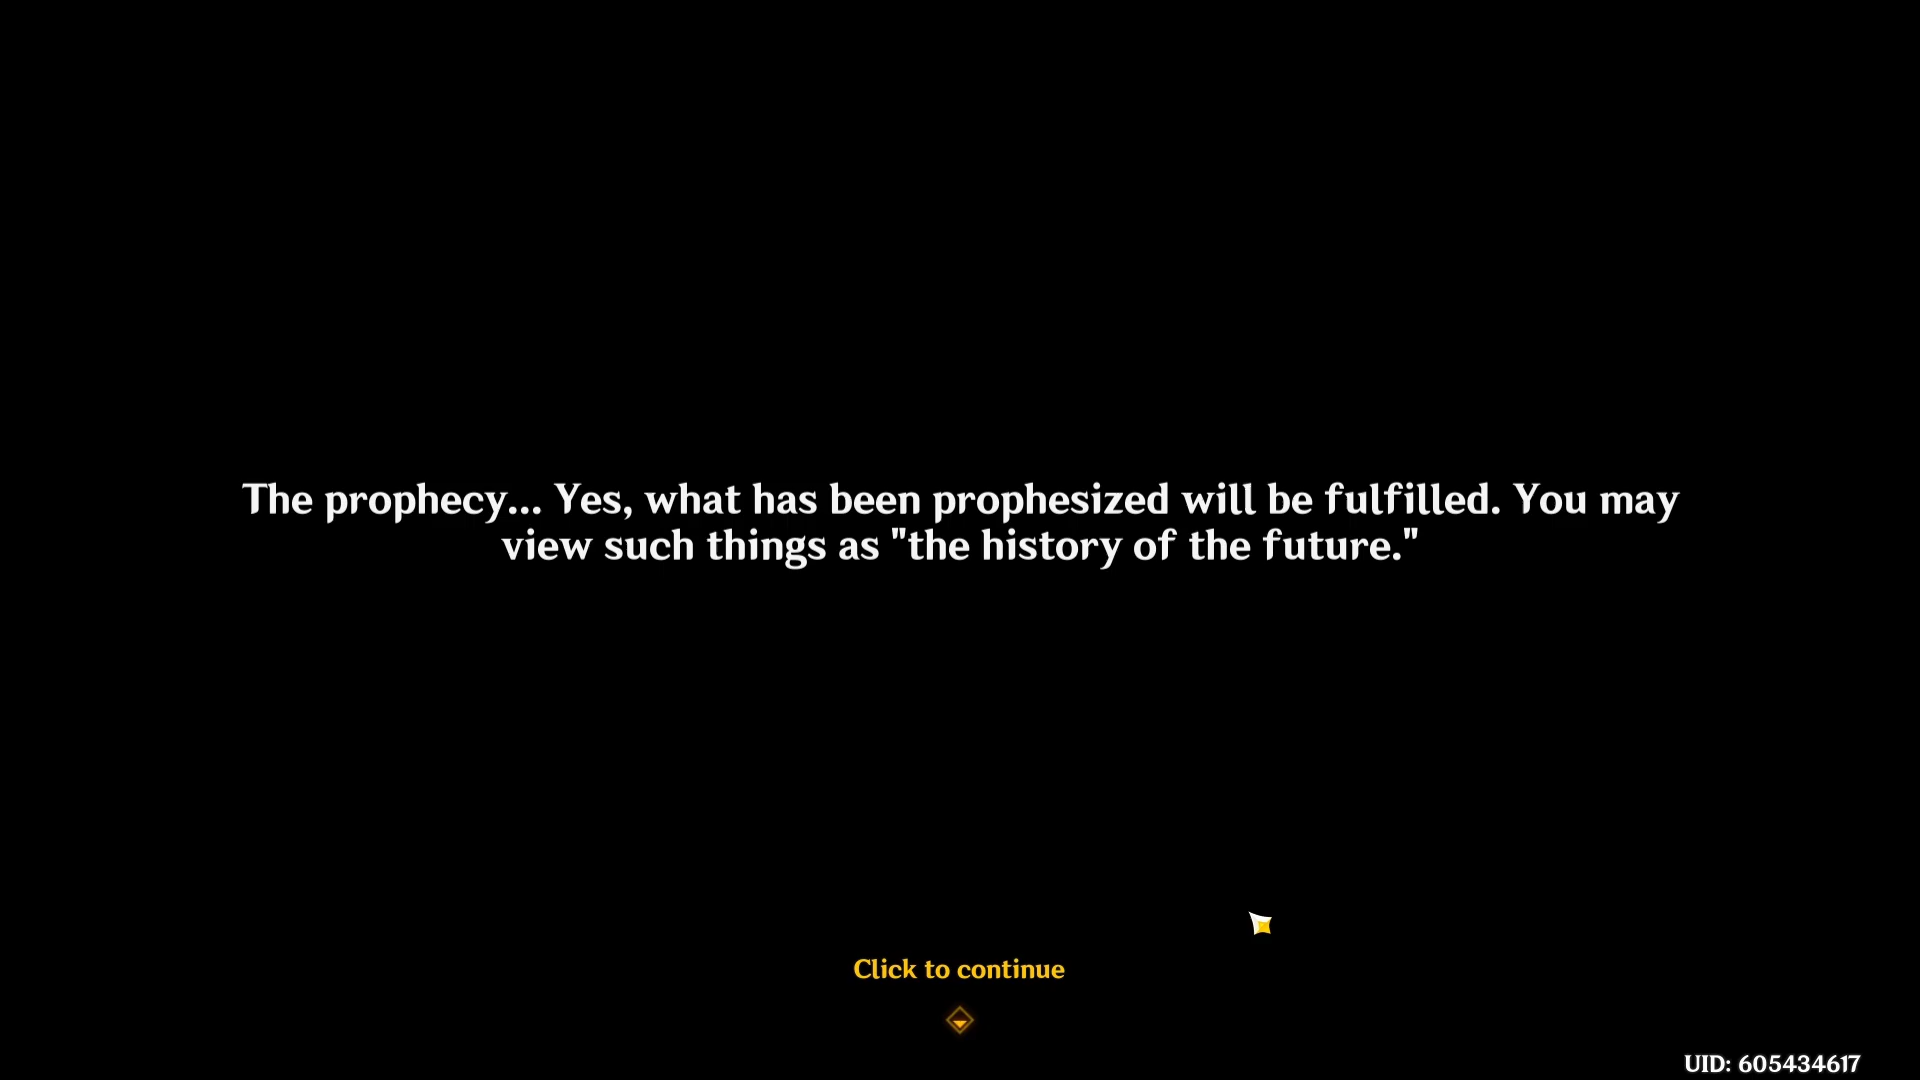 The prophecy... Yes, what has been prophesized will be fulfilled. You may
view such things as "the history of the future."
Click to continue
UID: 605434617